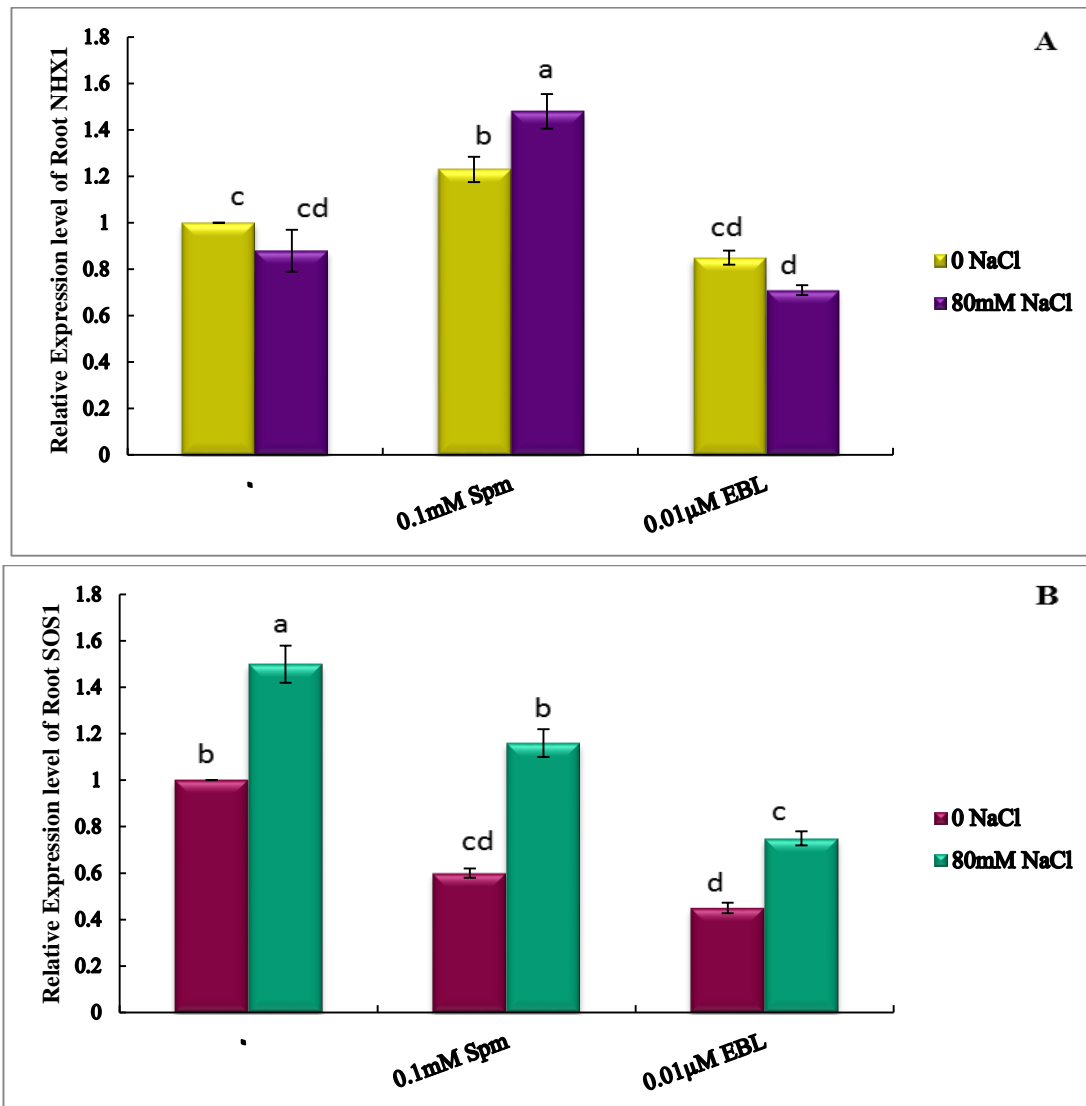 A
Relative Expression level of Root NHX1
1.8
1.6
1.4
1.2
1
0.8
0.6
0.4
0.2
0
c
cd
b
a
cd
d
0 NaCl
80mM NaCl
-
0.1mM Spm
0.01µM EBL
B
Relative Expression level of Root SOS1
1.8
1.6
1.4
1.2
1
0.8
0.6
0.4
0.2
0
b
a
cd
b
d
c
0 NaCl
80mM NaCl
-
0.1mM Spm
0.01µM EBL